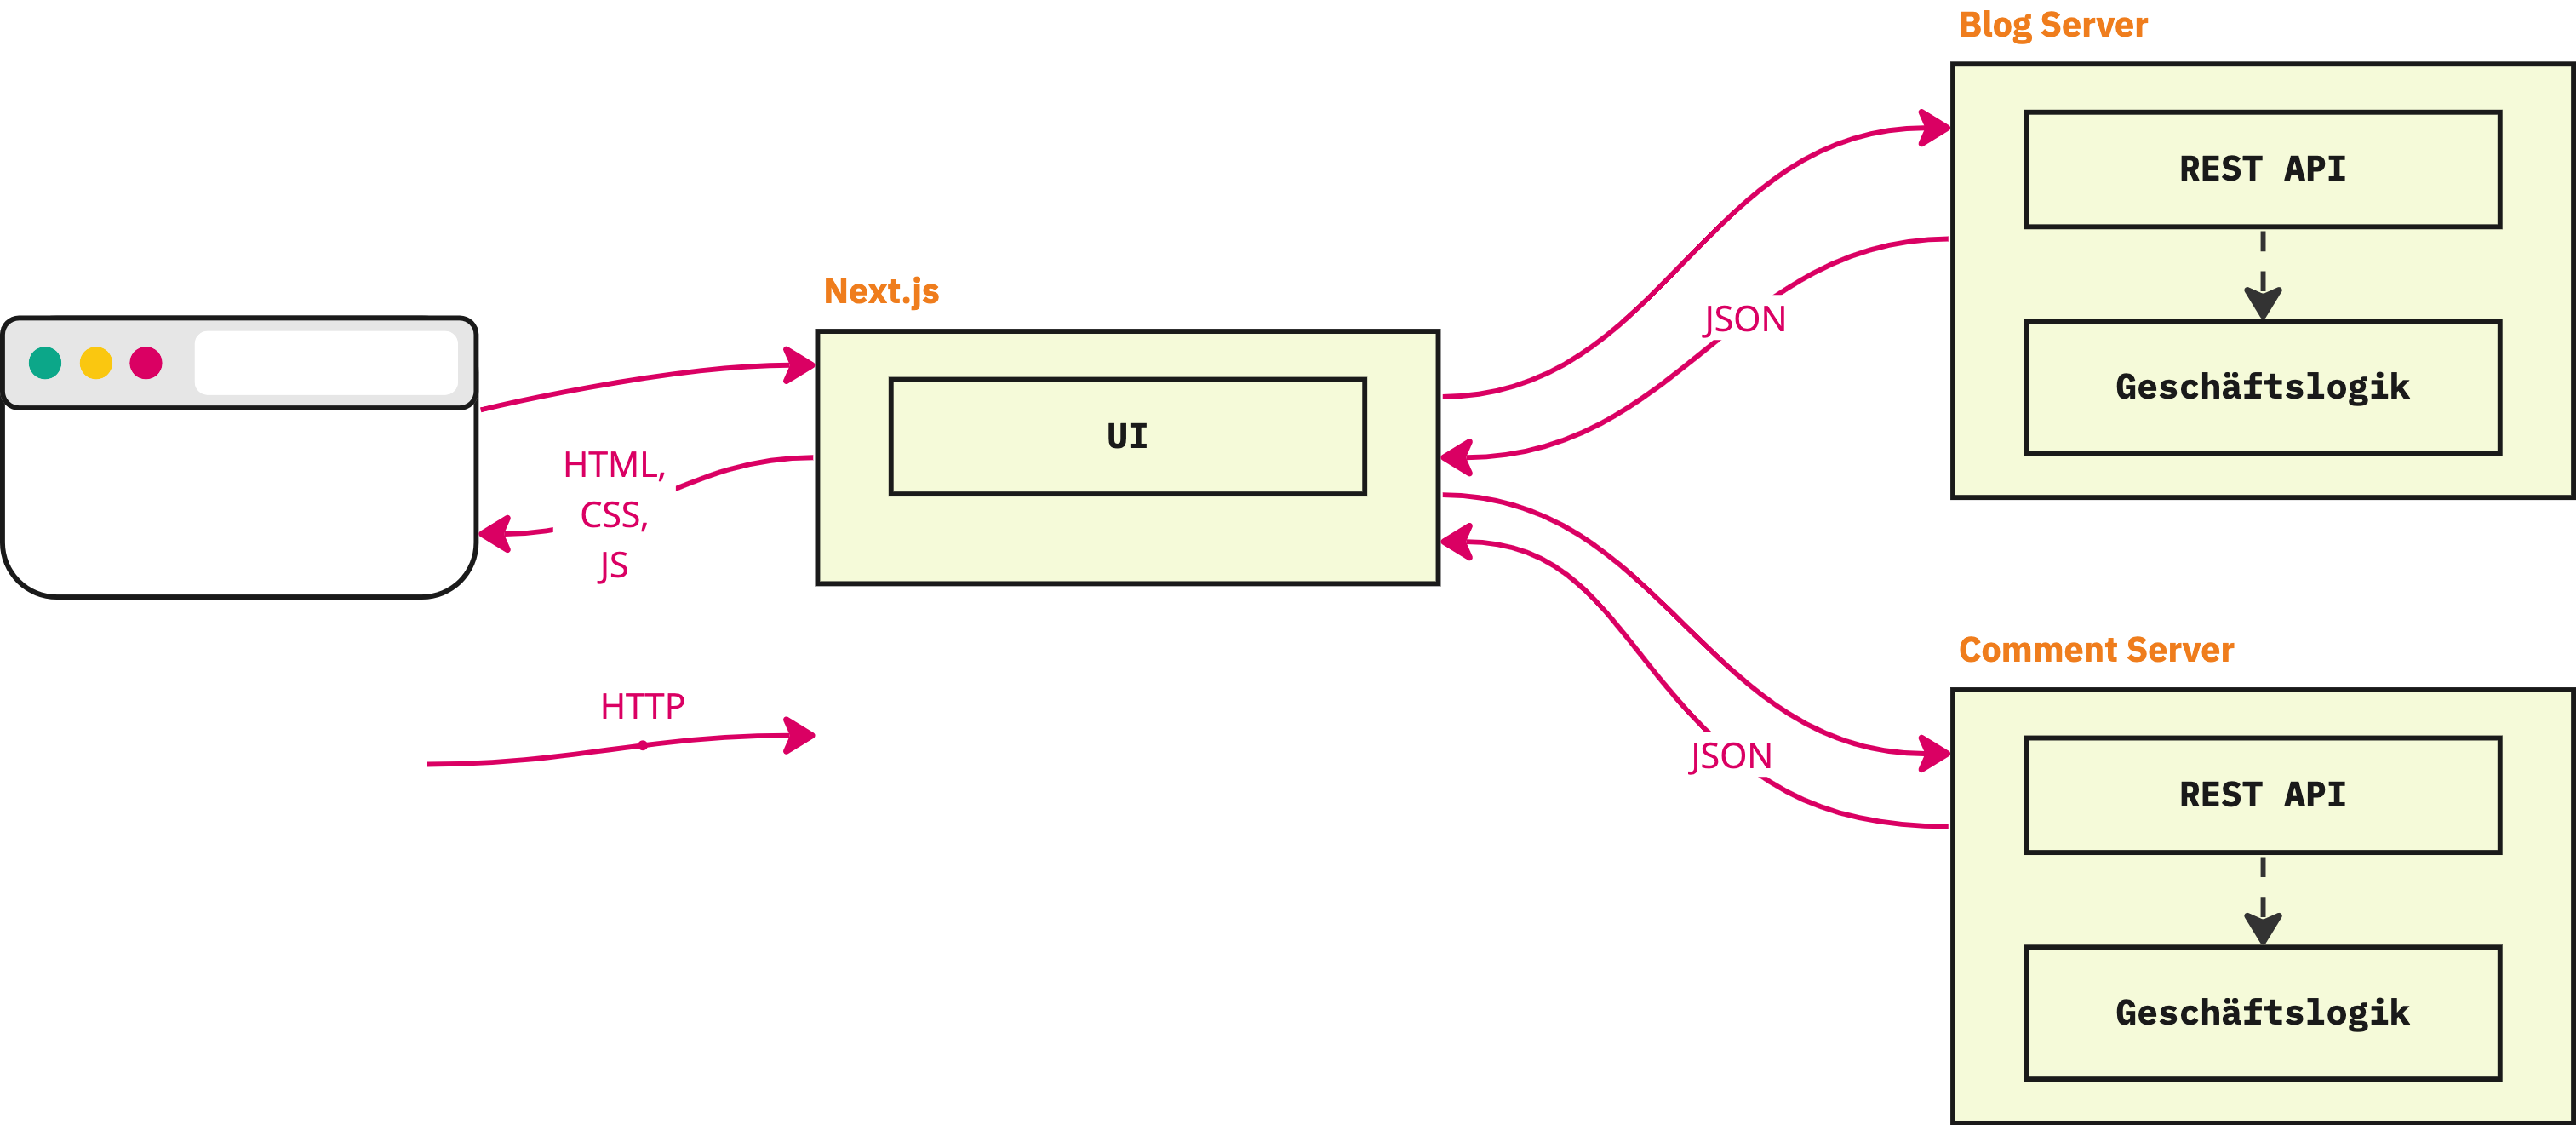 Blog Server
REST API
Geschäftslogik
JSON
Next.js
UI
HTML,
CSS,
JS
HTTP
Comment Server
JSON
REST API
Geschäftslogik